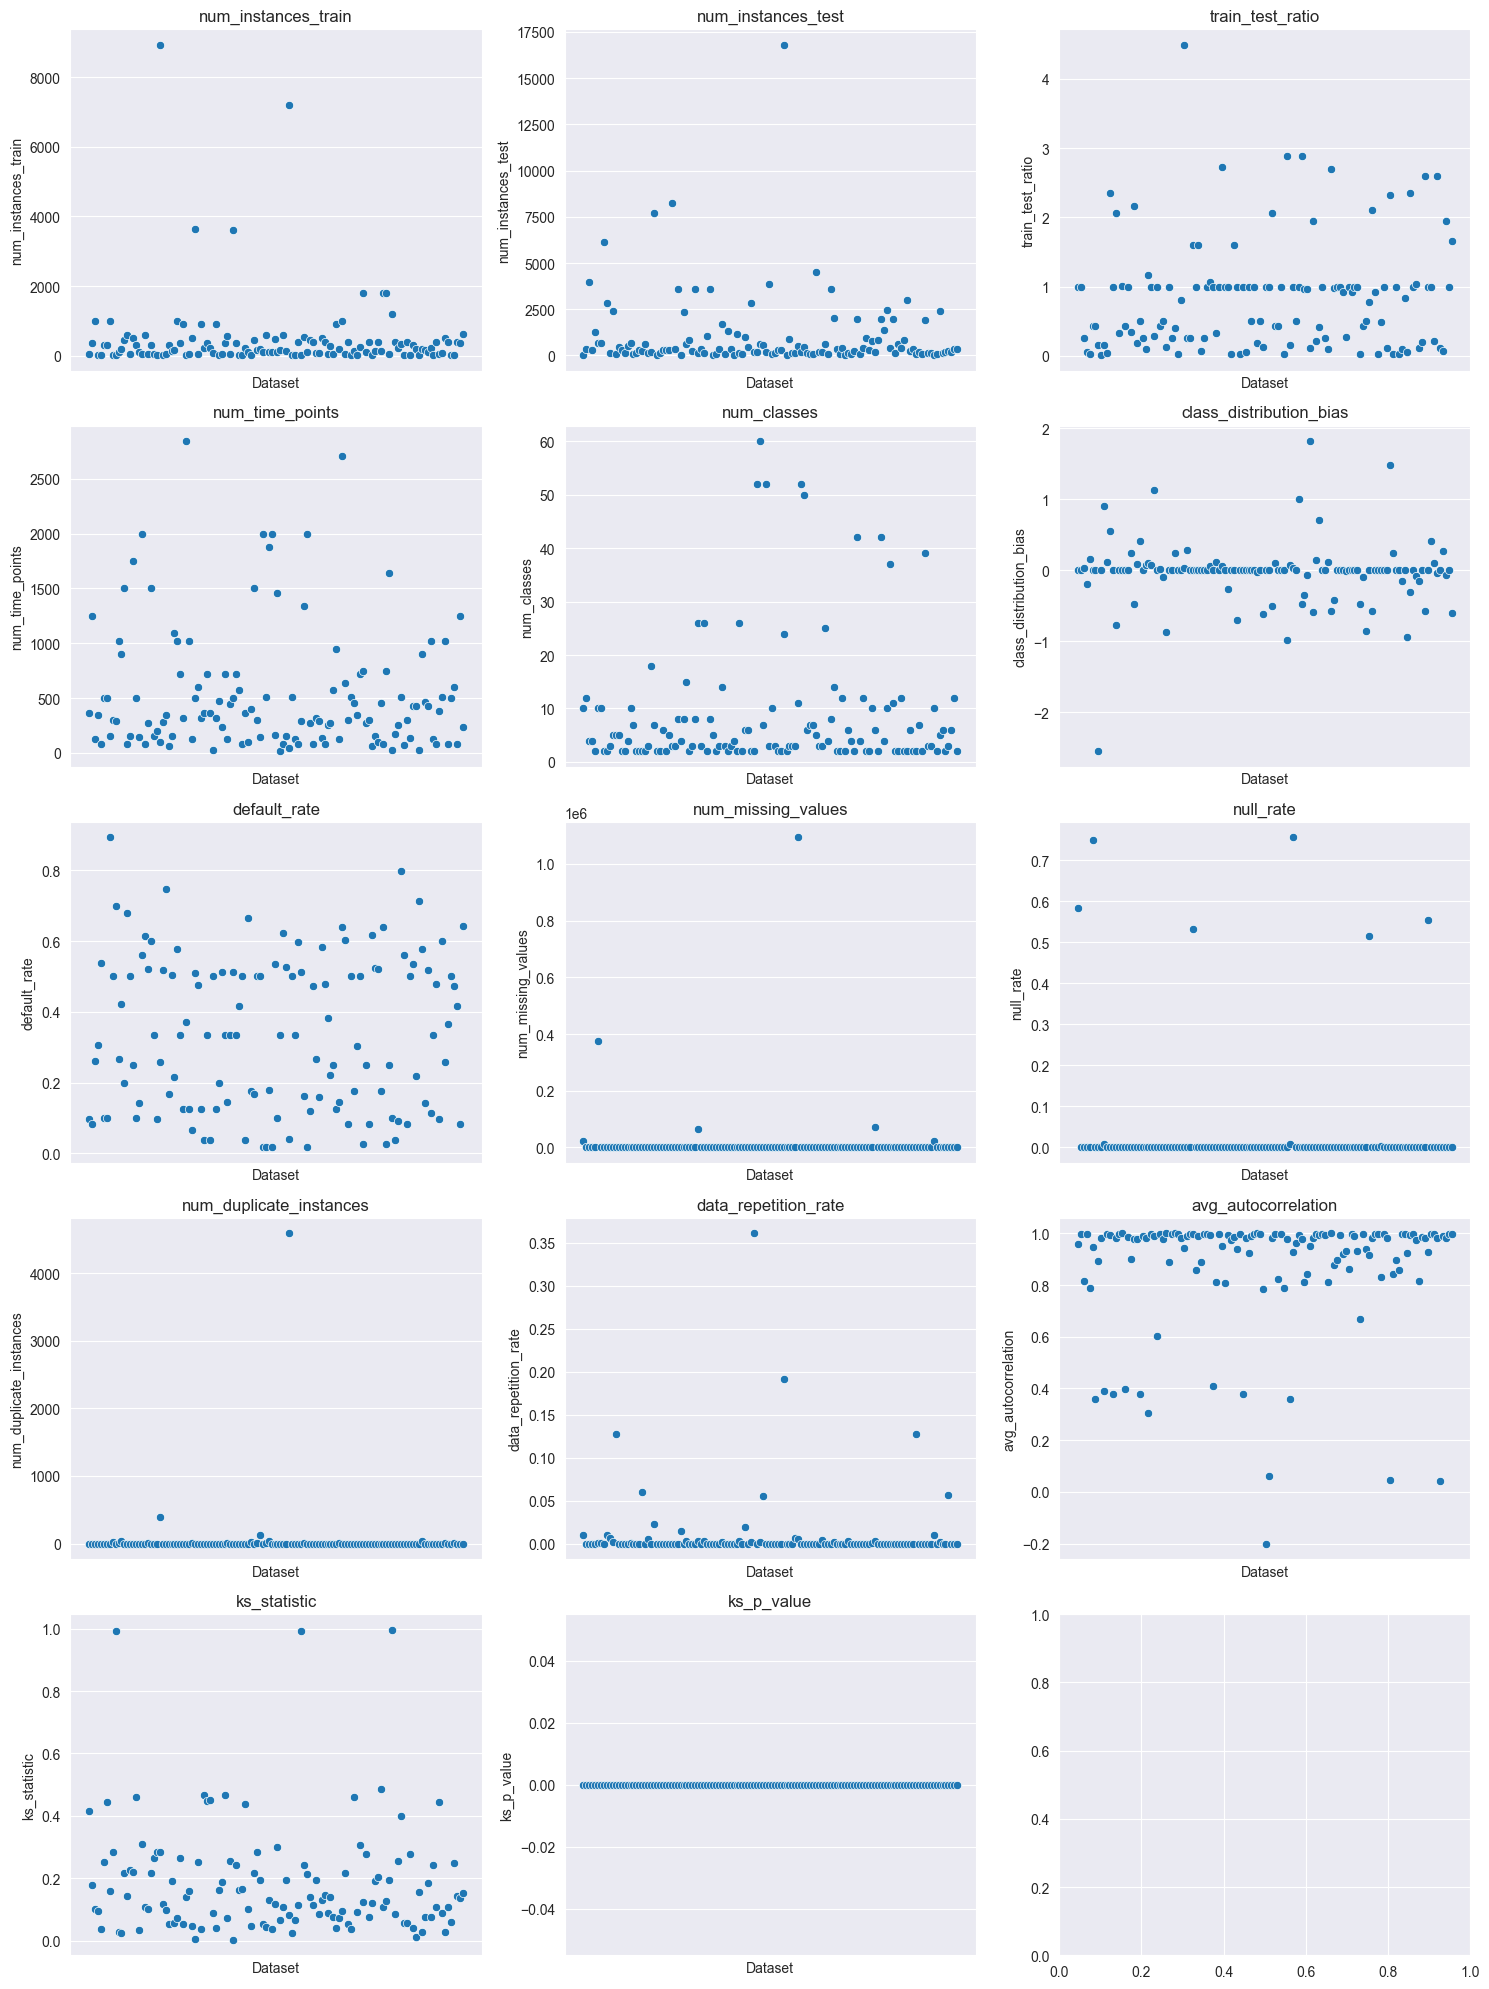 num_instances_train
num_instances_test
train_test_ratio
num_instances_train
8000
6000
4000
2000
0
Dataset
num_instances_test
17500
15000
12500
10000
7500
5000
2500
0
Dataset
train_test_ratio
4
3
2
1
0
Dataset
num_time_points
num_classes
class_distribution_bias
num_time_points
2500
2000
1500
1000
500
0
Dataset
num_classes
60
50
40
30
20
10
0
Dataset
class_distribution_bias
2
1
0
−1
−2
Dataset
default_rate
num_missing_values
null_rate
default_rate
0.8
0.6
0.4
0.2
0.0
Dataset
1e6
num_missing_values
1.0
0.8
0.6
0.4
0.2
0.0
Dataset
null_rate
0.7
0.6
0.5
0.4
0.3
0.2
0.1
0.0
Dataset
num_duplicate_instances
data_repetition_rate
avg_autocorrelation
num_duplicate_instances
4000
3000
2000
1000
0
Dataset
data_repetition_rate
0.35
0.30
0.25
0.20
0.15
0.10
0.05
0.00
Dataset
avg_autocorrelation
1.0
0.8
0.6
0.4
0.2
0.0
−0.2
Dataset
ks_statistic
ks_p_value
ks_statistic
1.0
0.8
0.6
0.4
0.2
0.0
Dataset
ks_p_value
0.04
0.02
0.00
−0.02
−0.04
Dataset
1.0
0.8
0.6
0.4
0.2
0.0
0.0 0.2 0.4 0.6 0.8 1.0